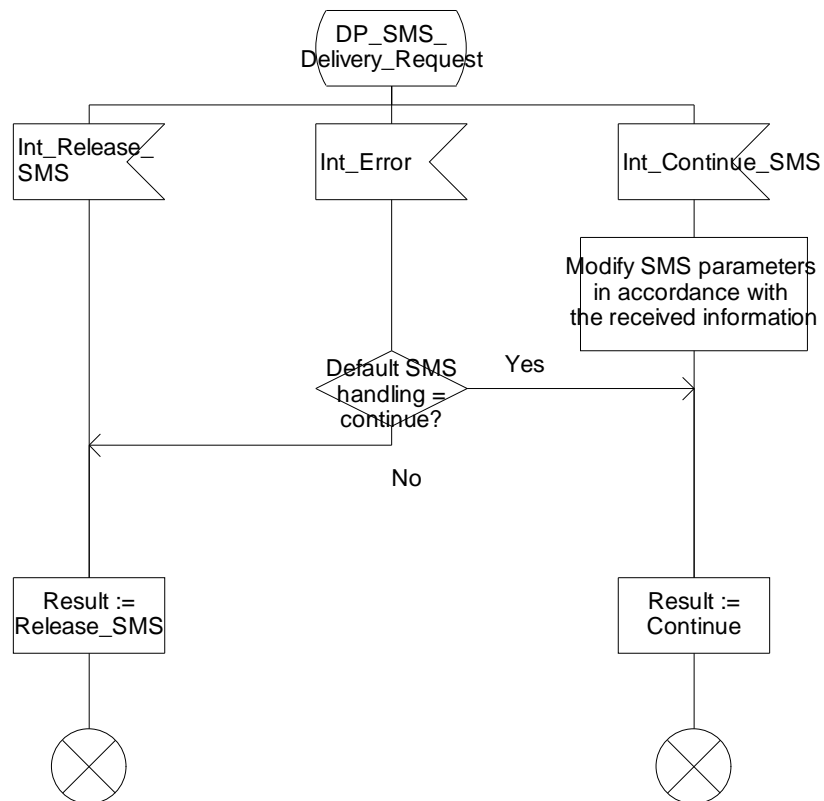 DP_SMS_
Delivery_Request
Int_Release_
SMS
Int_Error
Int_Continue_SMS
Modify SMS parameters
in accordance with
the received information
Default SMS
handling =
continue?
Yes
No
Result :=
Release_SMS
Result :=
Continue